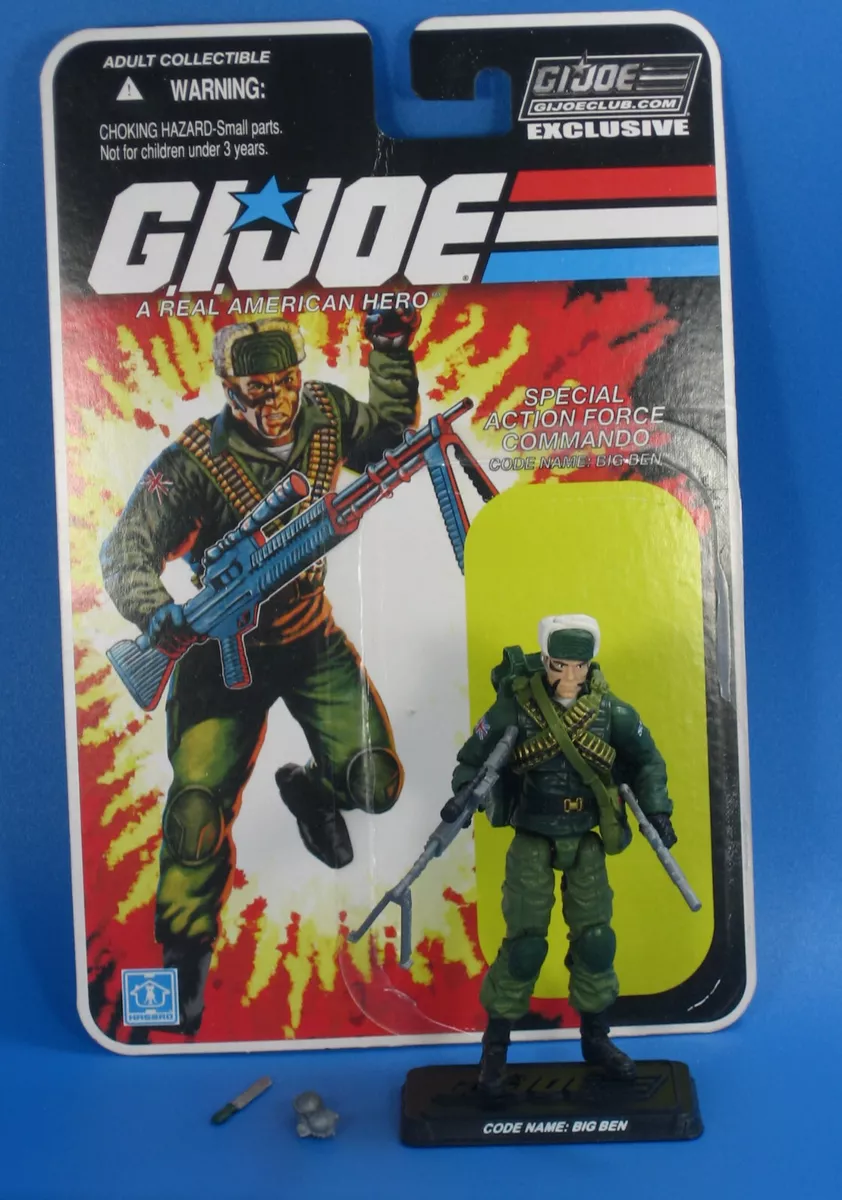 ADULT COLLECTIBLE
WARNING:
CHOKING HAZARD-Small parts.
Not for children under 3 years.
GIJOE
GIJOECLUB.COM
EXCLUSIVE
G.I.JOE
A REAL AMERICAN HERO
SPECIAL
ACTION FORCE
COMMANDO
CODE NAME: BIG BEN
HASBRO
CODE NAME: BIG BEN